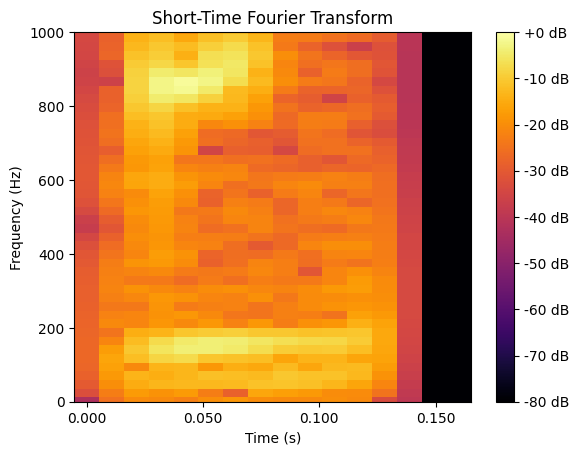 Short-Time Fourier Transform
1000
800
600
400
200
0
Frequency (Hz)
0.000
0.050
0.100
0.150
Time (s)
+0 dB
-10 dB
-20 dB
-30 dB
-40 dB
-50 dB
-60 dB
-70 dB
-80 dB